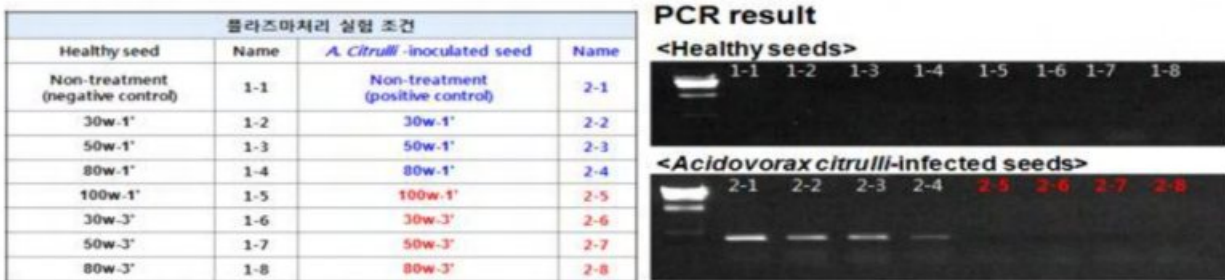 플라즈마처리 실험 조건
Healthy seed Name A. Citrulli -inoculated seed Name
Non-treatment
(negative control) 1-1 Non-treatment
(positive control) 2-1
30w-1' 1-2 30w-1' 2-2
50w-1' 1-3 50w-1' 2-3
80w-1' 1-4 80w-1' 2-4
100w-1' 1-5 100w-1' 2-5
30w-3' 1-6 30w-3' 2-6
50w-3' 1-7 50w-3' 2-7
80w-3' 1-8 80w-3' 2-8
PCR result
<Healthy seeds>
1-1 1-2 1-3 1-4 1-5 1-6 1-7 1-8
<Acidovorax citrulli-infected seeds>
2-1 2-2 2-3 2-4 2-5 2-6 2-7 2-8